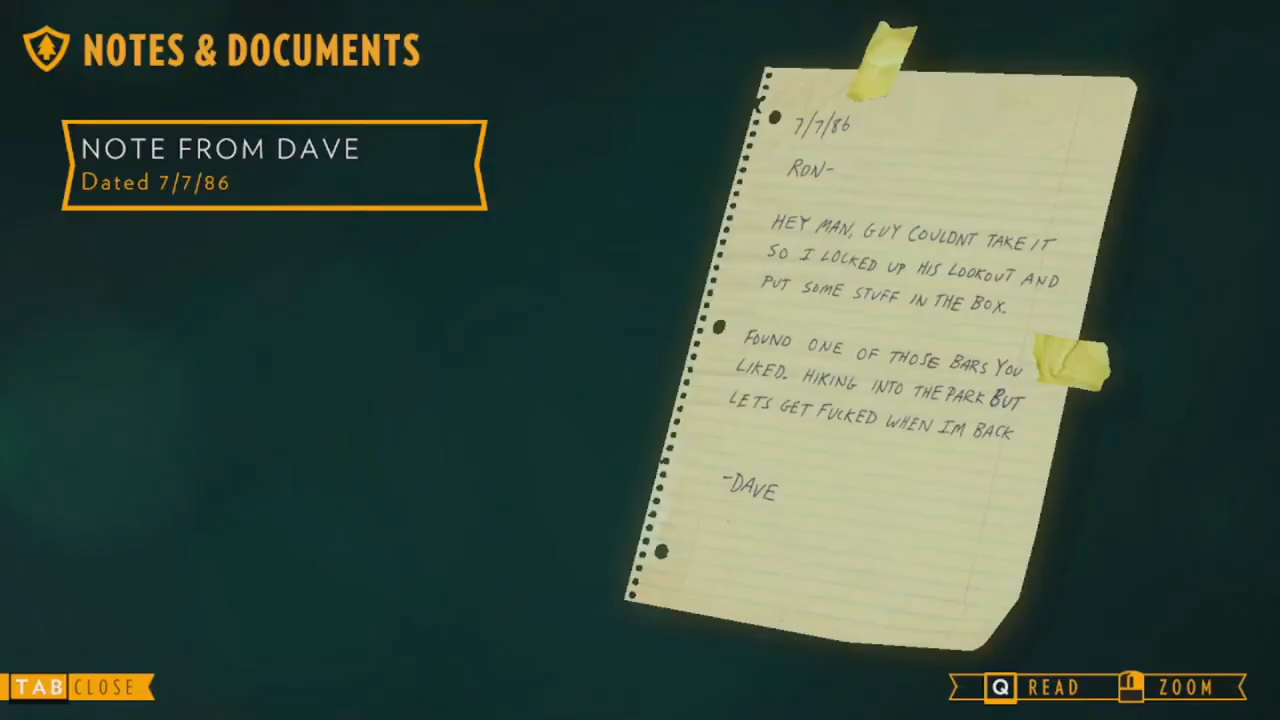 NOTES & DOCUMENTS
NOTE FROM DAVE
Dated 7/7/86
7/7/86
RON-
HEY MAN, GUY COULDNT TAKE IT
SO I LOCKED UP HIS LOOKOUT AND
PUT SOME STUFF IN THE BOX.
FOUND ONE OF THOSE BARS YOU
LIKED. HIKING INTO THE PARK BUT
LETS GET FUCKED WHEN IM BACK
-DAVE
TAB CLOSE
Q READ ZOOM